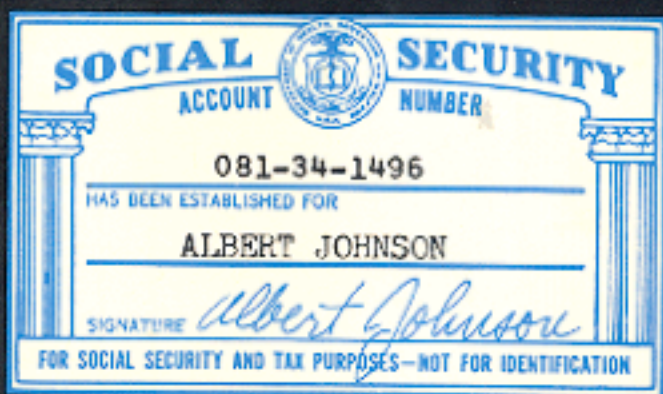 SOCIAL SECURITY
ACCOUNT NUMBER
081-34-1496
HAS BEEN ESTABLISHED FOR
ALBERT JOHNSON
SIGNATURE Albert Johnson
FOR SOCIAL SECURITY AND TAX PURPOSES—NOT FOR IDENTIFICATION